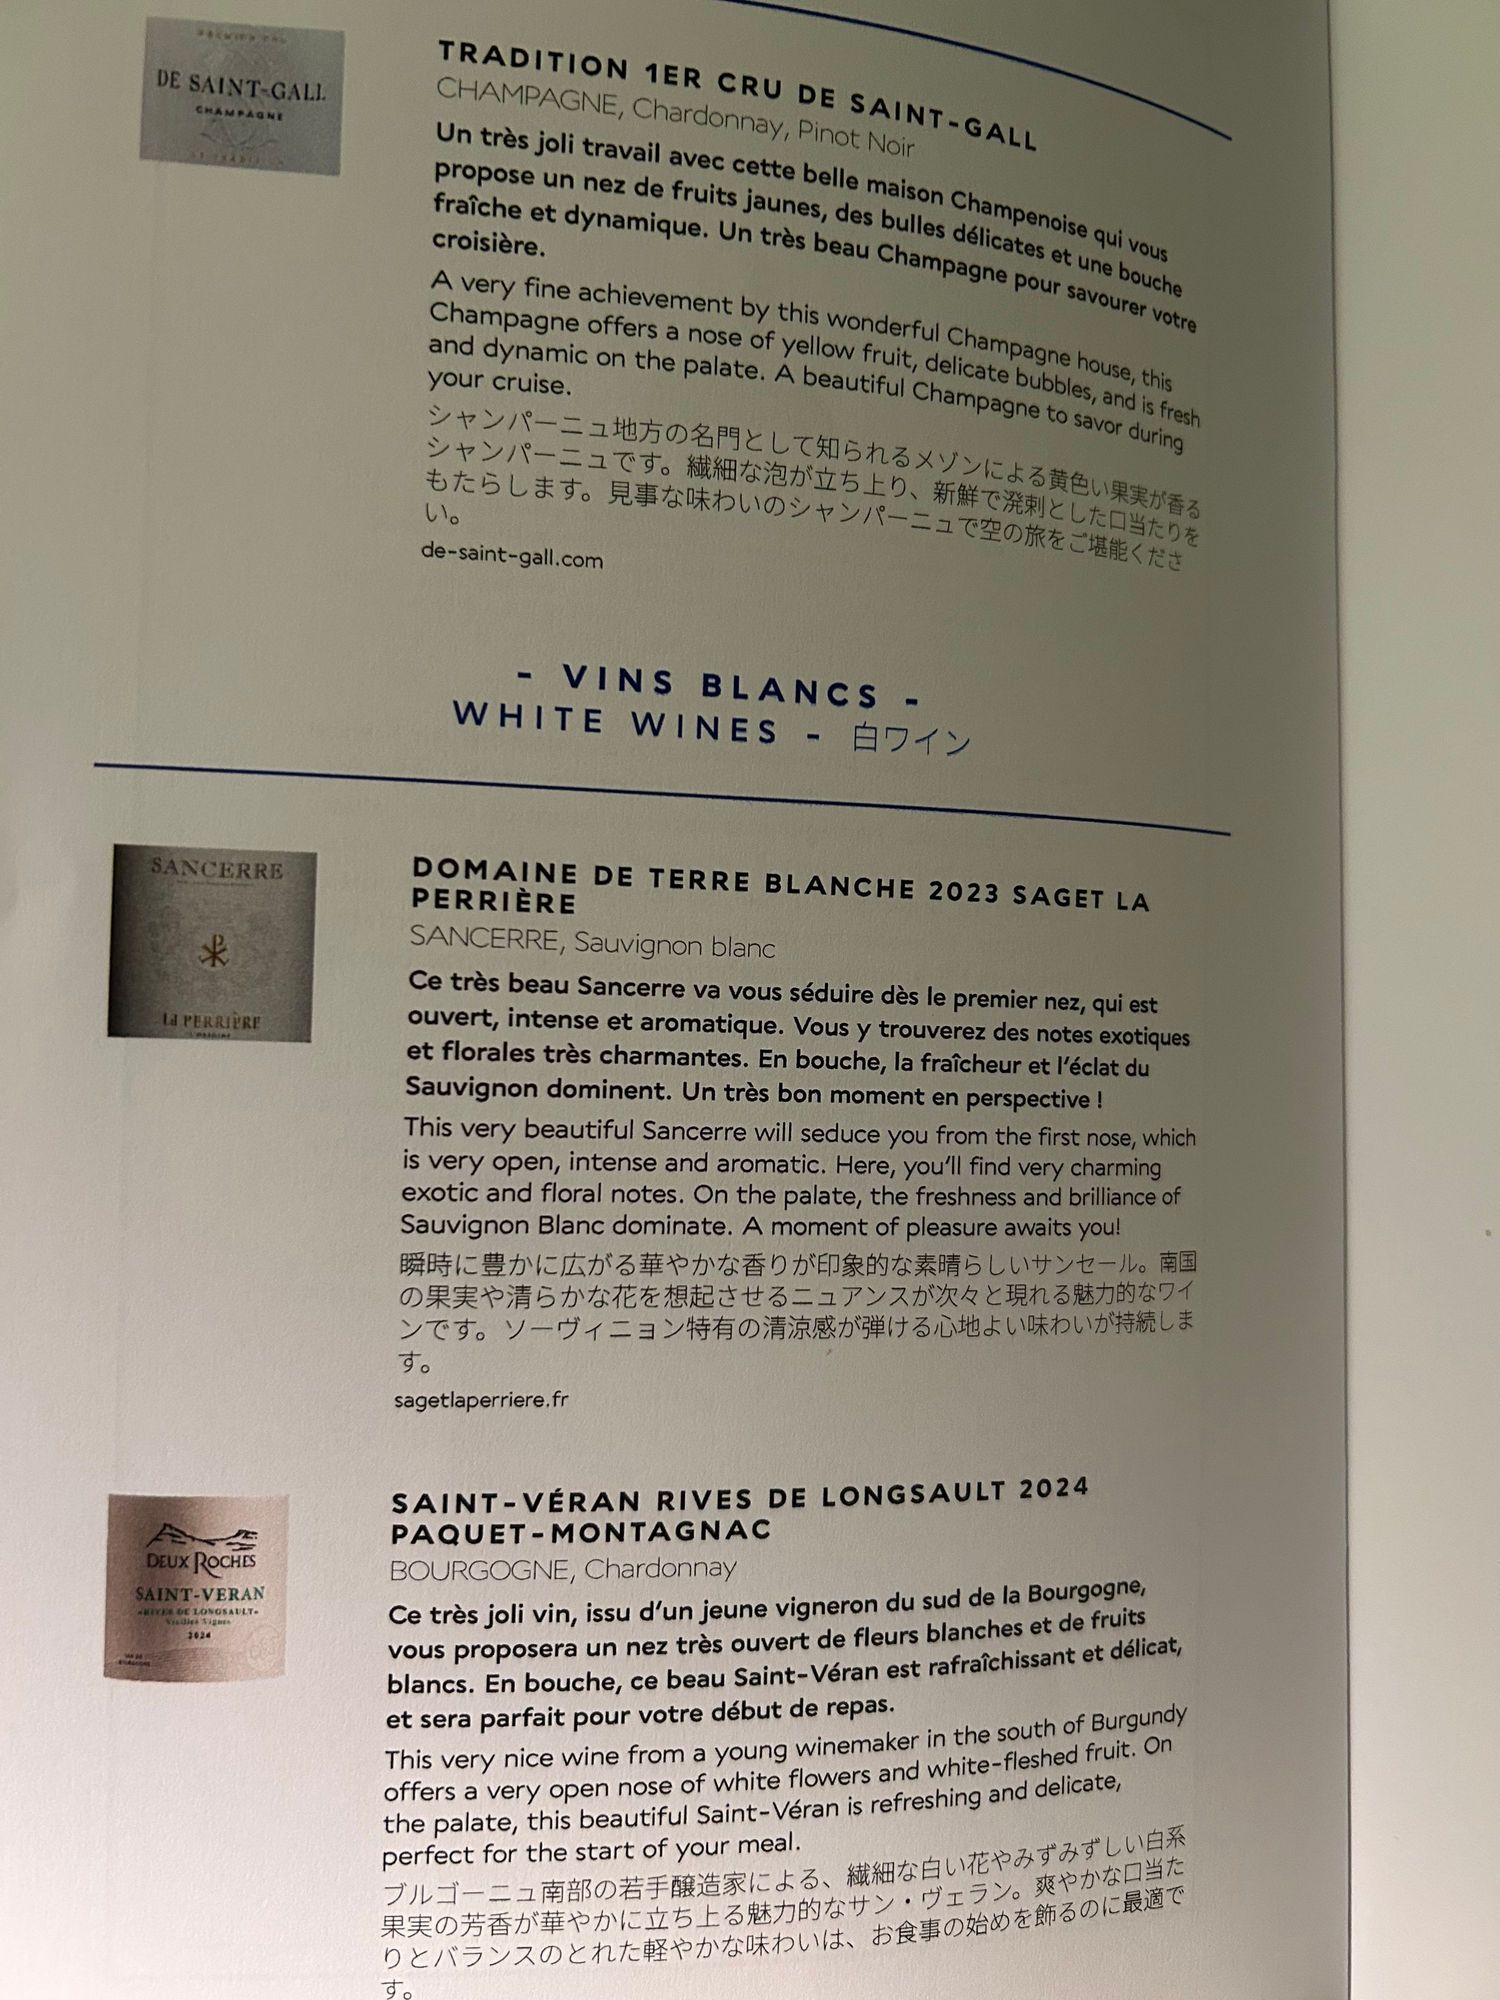 DE SAINT-GALL
CHAMPAGNE
TRADITION 1ER CRU DE SAINT-GALL
CHAMPAGNE, Chardonnay, Pinot Noir
Un très joli travail avec cette belle maison Champenoise qui vous
propose un nez de fruits jaunes, des bulles délicates et une bouche
fraîche et dynamique. Un très beau Champagne pour savourer votre
croisière.
A very fine achievement by this wonderful Champagne house, this
Champagne offers a nose of yellow fruit, delicate bubbles, and is fresh
and dynamic on the palate. A beautiful Champagne to savor during
your cruise.
シャンパーニュ地方の名門として知られるメゾンによる黄色い果実が香る
シャンパーニュです。繊細な泡が立ち上り、新鮮で溌剌とした口当たりを
もたらします。見事な味わいのシャンパーニュで空の旅をご堪能くださ
い。
de-saint-gall.com
- VINS BLANCS -
WHITE WINES - 白ワイン
SANCERRE
La PERRIÈRE
DOMAINE DE TERRE BLANCHE 2023 SAGET LA
PERRIÈRE
SANCERRE, Sauvignon blanc
Ce très beau Sancerre va vous séduire dès le premier nez, qui est
ouvert, intense et aromatique. Vous y trouverez des notes exotiques
et florales très charmantes. En bouche, la fraîcheur et l'éclat du
Sauvignon dominent. Un très bon moment en perspective !
This very beautiful Sancerre will seduce you from the first nose, which
is very open, intense and aromatic. Here, you'll find very charming
exotic and floral notes. On the palate, the freshness and brilliance of
Sauvignon Blanc dominate. A moment of pleasure awaits you!
瞬時に豊かに広がる華やかな香りが印象的な素晴らしいサンセール。南国
の果実や清らかな花を想起させるニュアンスが次々と現れる魅力的なワイ
ンです。ソーヴィニョン特有の清涼感が弾ける心地よい味わいが持続しま
す。
sagetlaperriere.fr
DEUX ROCHES
SAINT-VERAN
«RIVES DE LONGSAULT»
Vieilles Vignes
2024
SAINT-VÉRAN RIVES DE LONGSAULT 2024
PAQUET-MONTAGNAC
BOURGOGNE, Chardonnay
Ce très joli vin, issu d'un jeune vigneron du sud de la Bourgogne,
vous proposera un nez très ouvert de fleurs blanches et de fruits
blancs. En bouche, ce beau Saint-Véran est rafraîchissant et délicat,
et sera parfait pour votre début de repas.
This very nice wine from a young winemaker in the south of Burgundy
offers a very open nose of white flowers and white-fleshed fruit. On
the palate, this beautiful Saint-Véran is refreshing and delicate,
perfect for the start of your meal.
ブルゴーニュ南部の若手醸造家による、繊細な白い花やみずみずしい白系
果実の芳香が華やかに立ち上る魅力的なサン・ヴェラン。爽やかな口当た
りとバランスのとれた軽やかな味わいは、お食事の始めを飾るのに最適で
す。